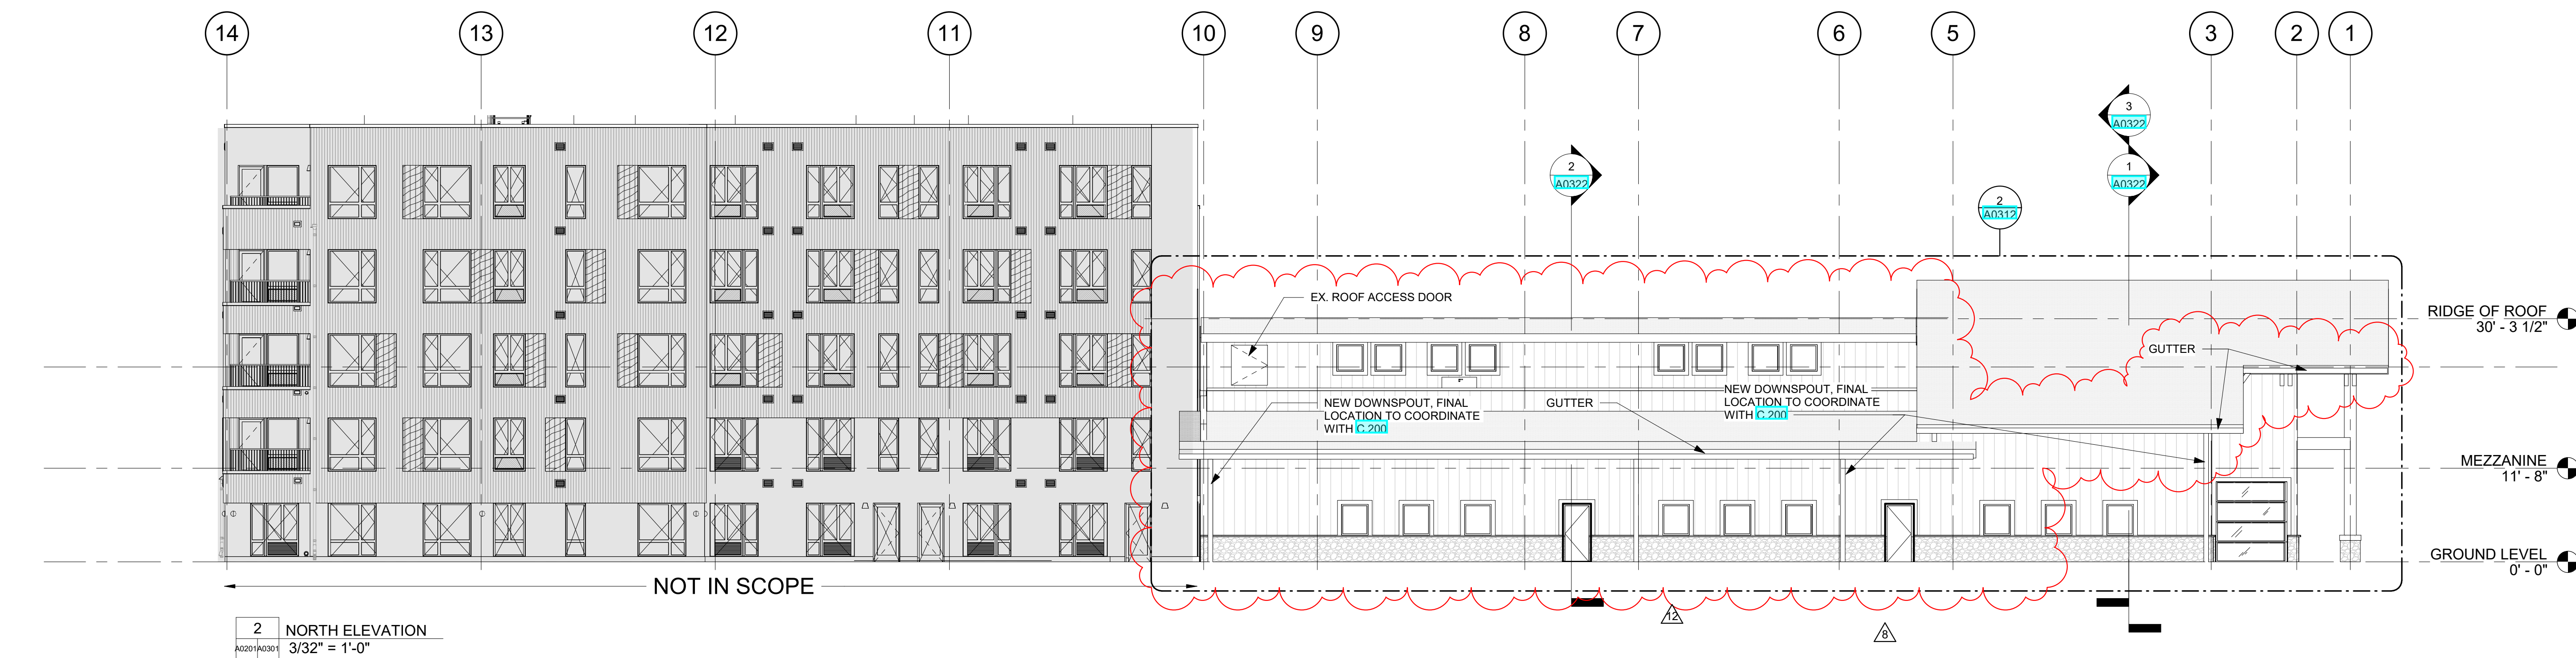 14 13 12 11 10 9 8 7 6 5 3 2 1
3
A0322
2
A0322
1
A0322
2
A0312
EX. ROOF ACCESS DOOR
RIDGE OF ROOF
30' - 3 1/2"
GUTTER
NEW DOWNSPOUT, FINAL
LOCATION TO COORDINATE
WITH C 200
GUTTER
NEW DOWNSPOUT, FINAL
LOCATION TO COORDINATE
WITH C 200
MEZZANINE
11' - 8"
GROUND LEVEL
0' - 0"
NOT IN SCOPE
12
8
2
NORTH ELEVATION
A0201 A0301
3/32" = 1'-0"